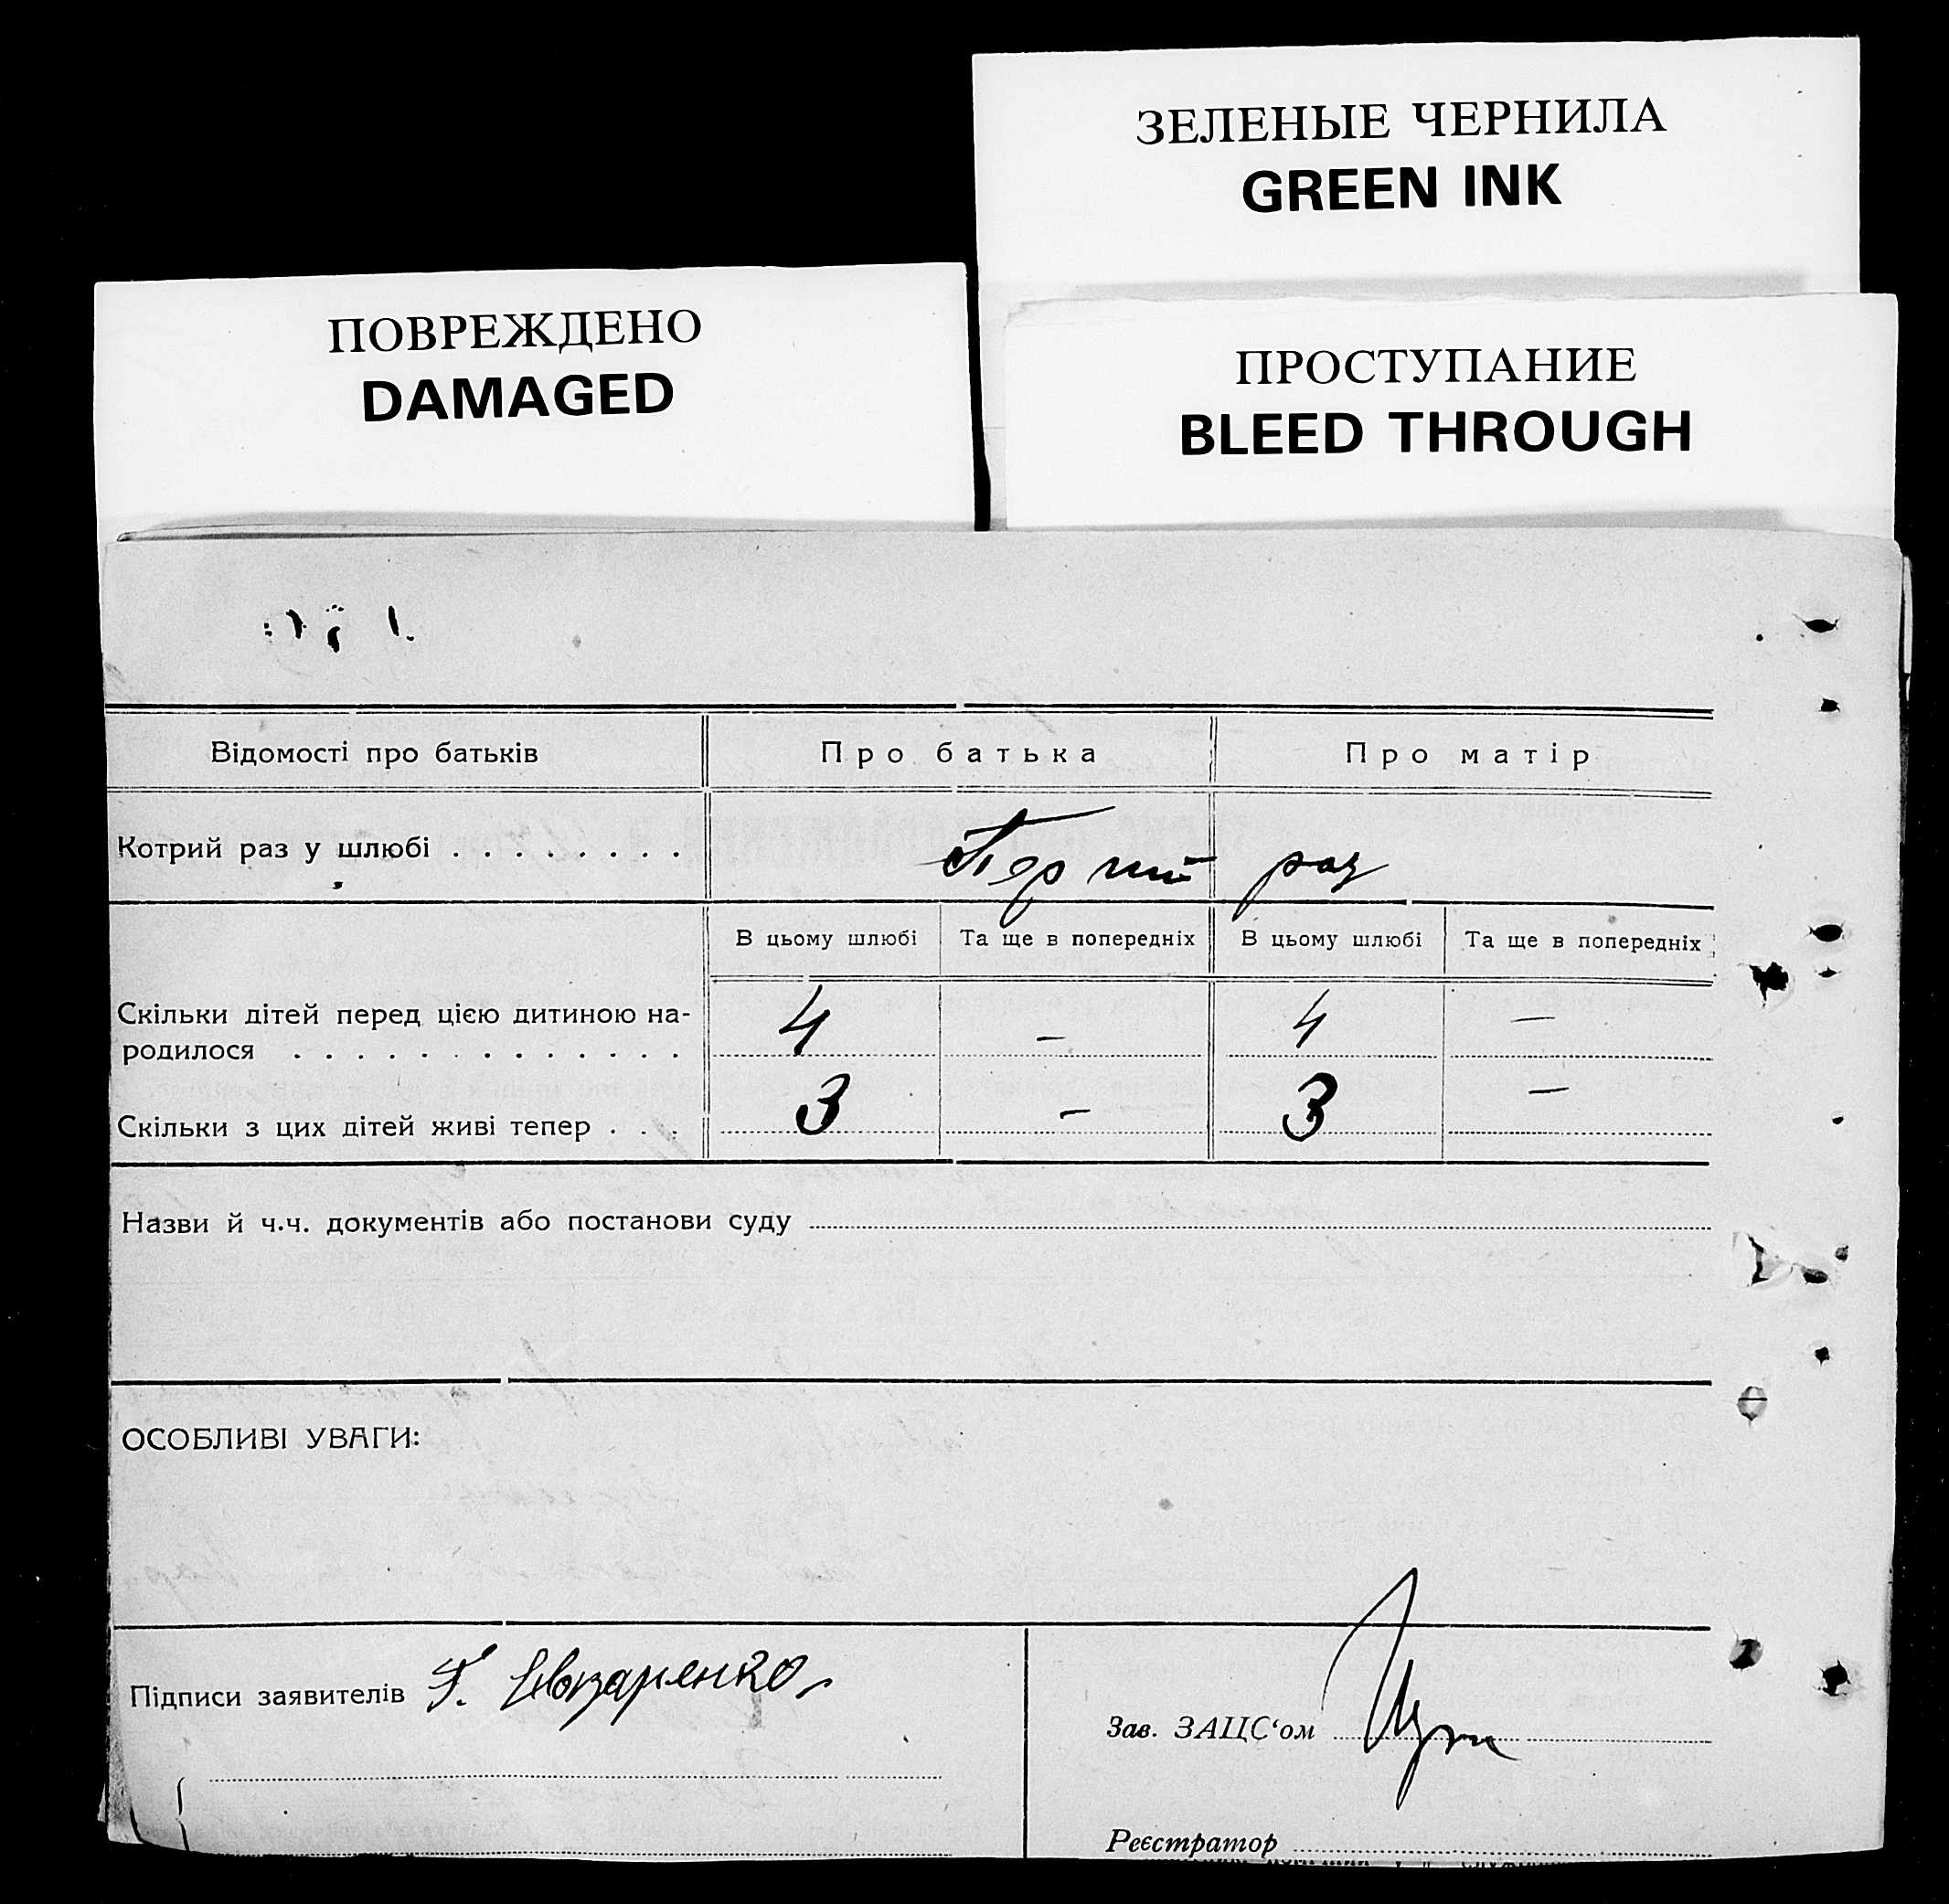 ЗЕЛЕНЫЕ ЧЕРНИЛА
GREEN INK
ПОВРЕЖДЕНО
DAMAGED
ПРОСТУПАНИЕ
BLEED THROUGH
Відомості про батьків Про батька Про матір
Котрий раз у шлюбі . . . . . . . . раз
В цьому шлюбі Та ще в попередніх В цьому шлюбі Та ще в попередніх
Скільки дітей перед цією дитиною на-
родилося . . . . . . . . . . . . . 4 – 4 –
Скільки з цих дітей живі тепер . . . 3 – 3 –
Назви й ч.ч. документів або постанови суду
ОСОБЛИВІ УВАГИ:
Підписи заявителів
Зав. ЗАЦС‘ом
Реєстратор